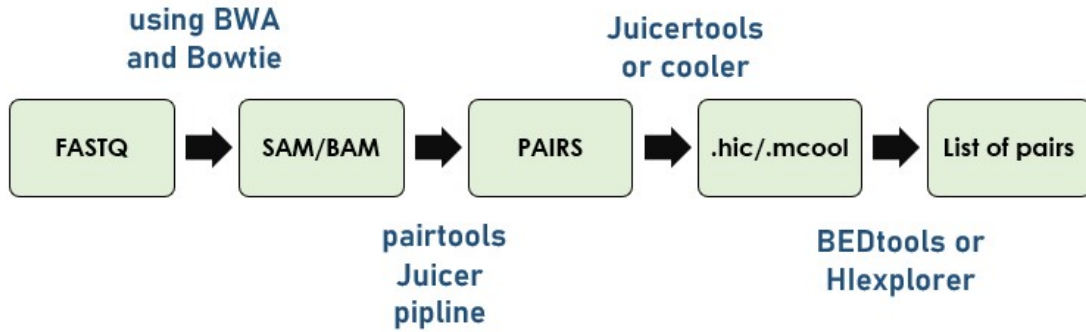 using BWA
and Bowtie
Juicertools
or cooler
FASTQ
SAM/BAM
PAIRS
.hic/.mcool
List of pairs
pairtools
Juicer
pipline
BEDtools or
HIexplorer